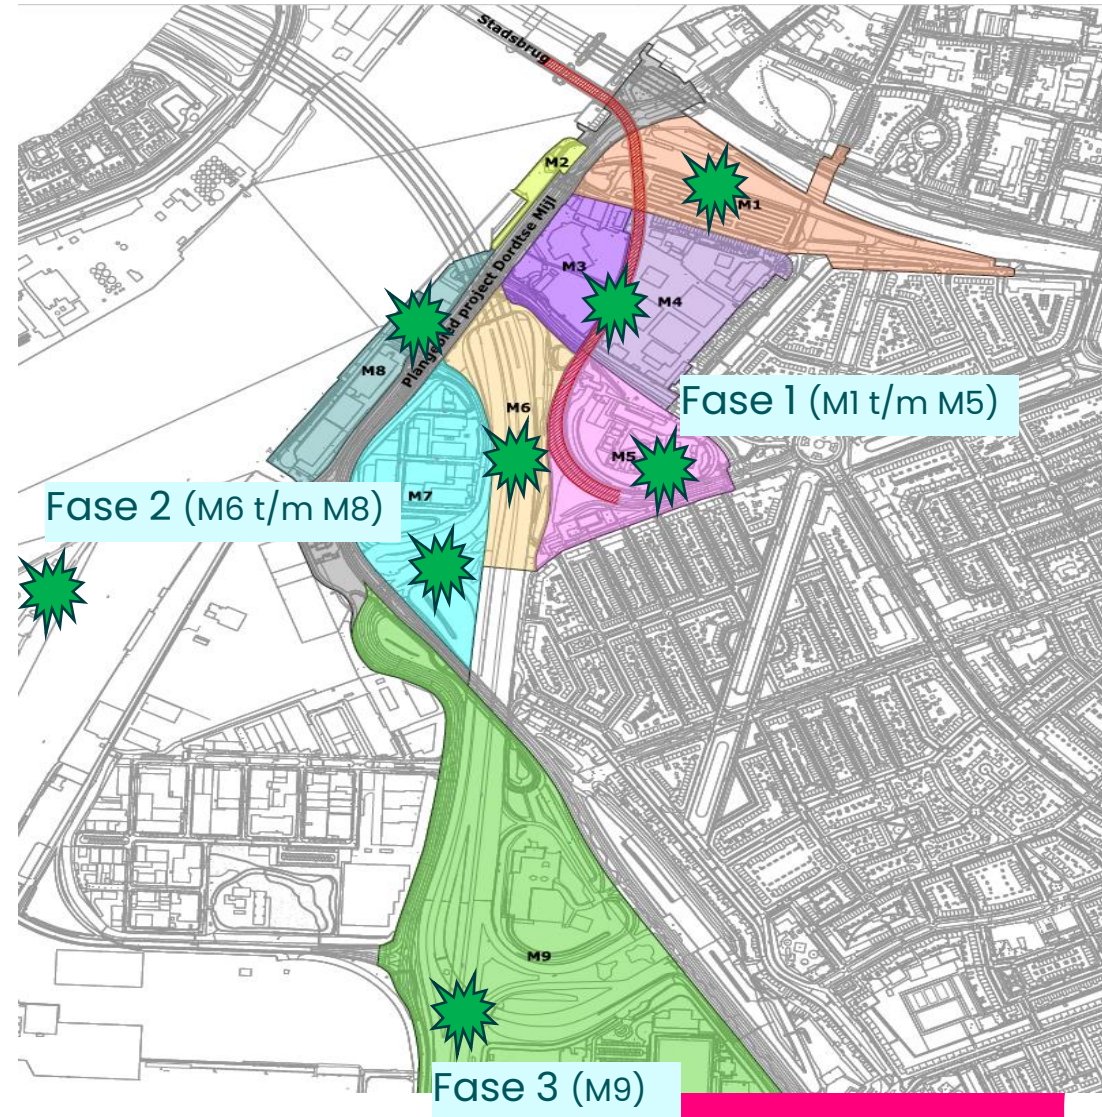 Stadsbrug
M2
M1
Plangebied project Dordtse Mijl
M3
M4
M8
M6
Fase 1 (M1 t/m M5)
M5
M7
Fase 2 (M6 t/m M8)
M9
Fase 3 (M9)